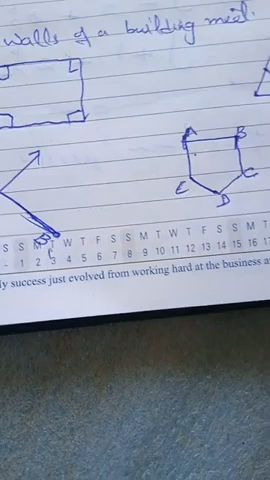 walls of a building meet.
A B
E C
D
B
C
S S M T W T F S S M T W T F S S M T
- 1 2 3 4 5 6 7 8 9 10 11 12 13 14 15 16 17
ly success just evolved from working hard at the business a